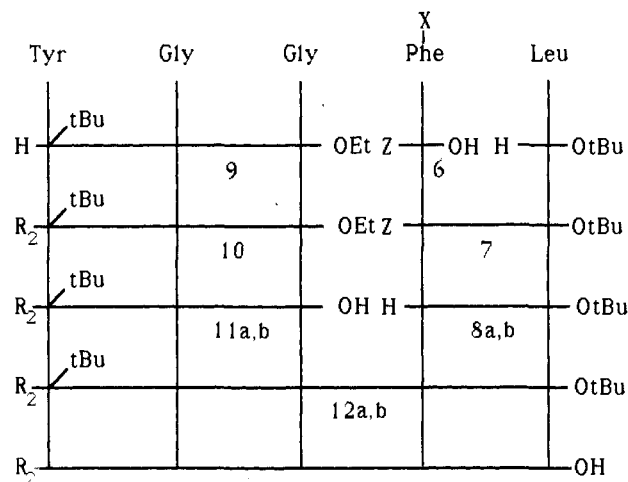 X
Tyr Gly Gly Phe Leu
tBu
H OEt Z OH H OtBu
9 6
tBu
R2 OEt Z OtBu
10 7
R2 tBu OH H OtBu
11a,b 8a,b
tBu
R2 OtBu
12a,b
R2 OH